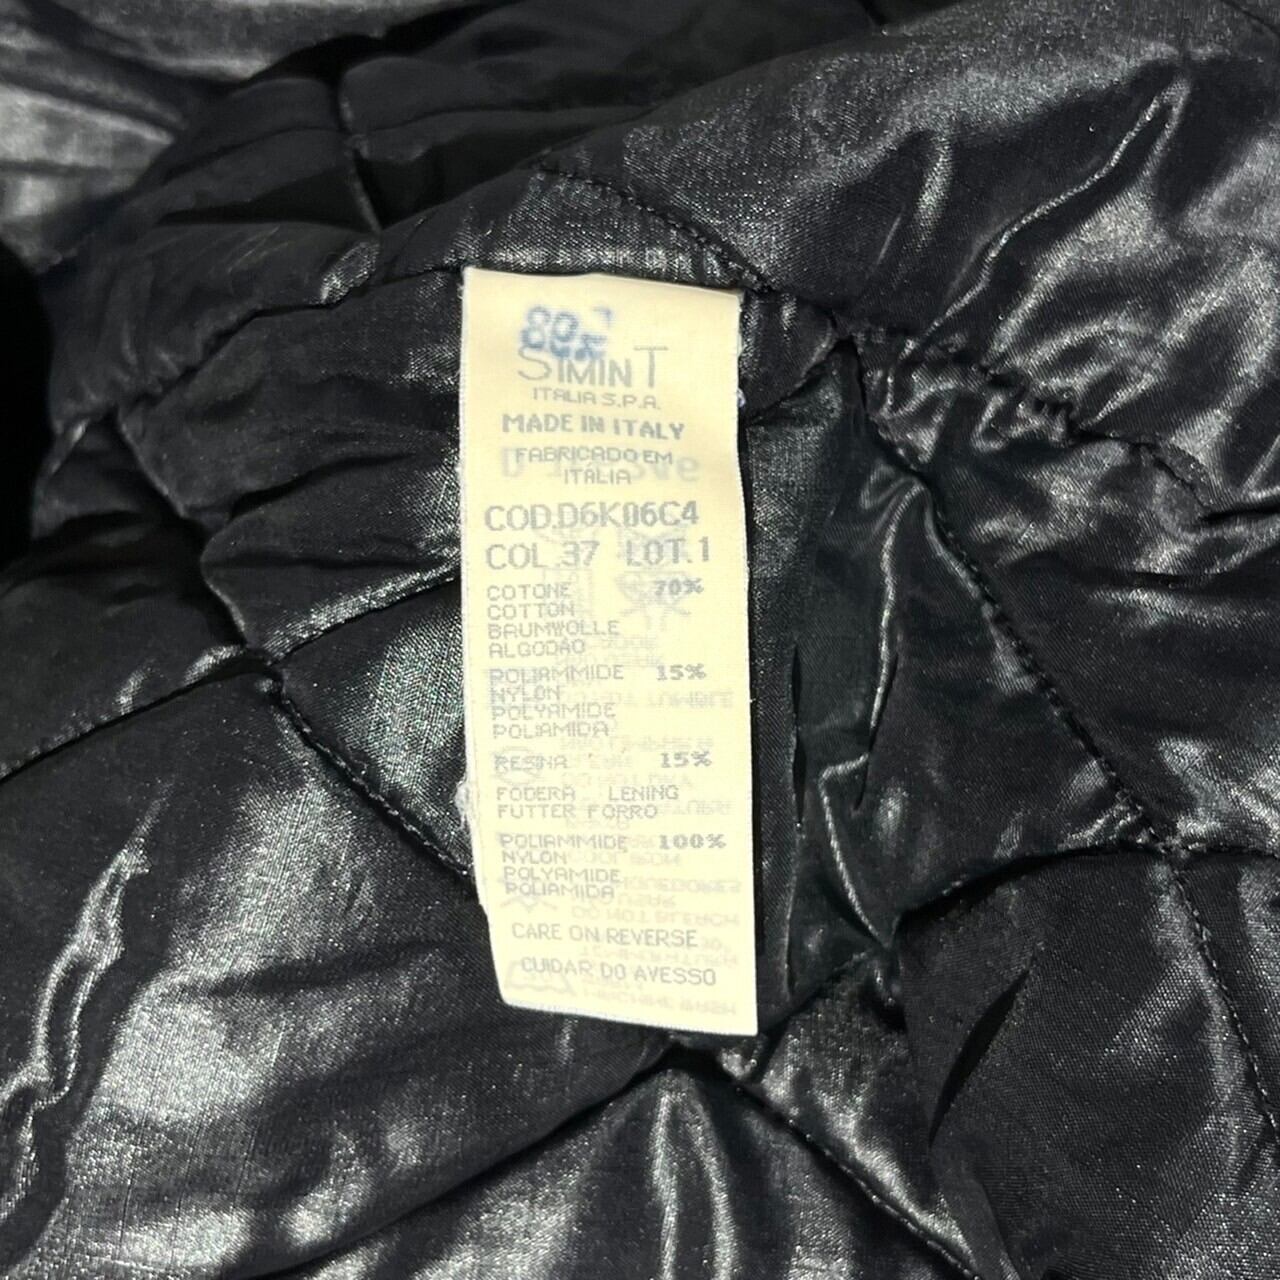 SIMINT
ITALIA S.P.A.
MADE IN ITALY
FABRICADO EM
ITÁLIA
COD.D6K06C4
COL.37 LOT.1
COTONE 70%
COTTON
BAUMWOLLE
ALGODAO
POLIAMMIDE 15%
NYLON
POLYAMIDE
POLIAMIDA
RESINA 15%
FODERA LENING
FUTTER FORRO
POLIAMMIDE 100%
NYLON
POLYAMIDE
POLIAMIDA
CARE ON REVERSE
CUIDAR DO AVESSO